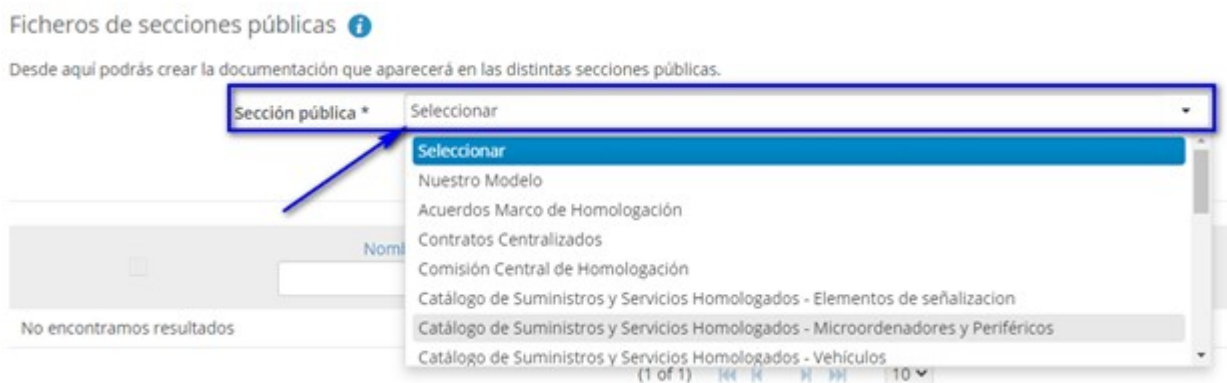 Ficheros de secciones públicas
Desde aquí podrás crear la documentación que aparecerá en las distintas secciones públicas.
Sección pública * Seleccionar
Seleccionar
Nuestro Modelo
Acuerdos Marco de Homologación
Contratos Centralizados
Nom
Comisión Central de Homologación
Catálogo de Suministros y Servicios Homologados - Elementos de señalizacion
Catálogo de Suministros y Servicios Homologados - Microordenadores y Periféricos
No encontramos resultados
Catálogo de Suministros y Servicios Homologados - Vehículos
(1 of 1) 10